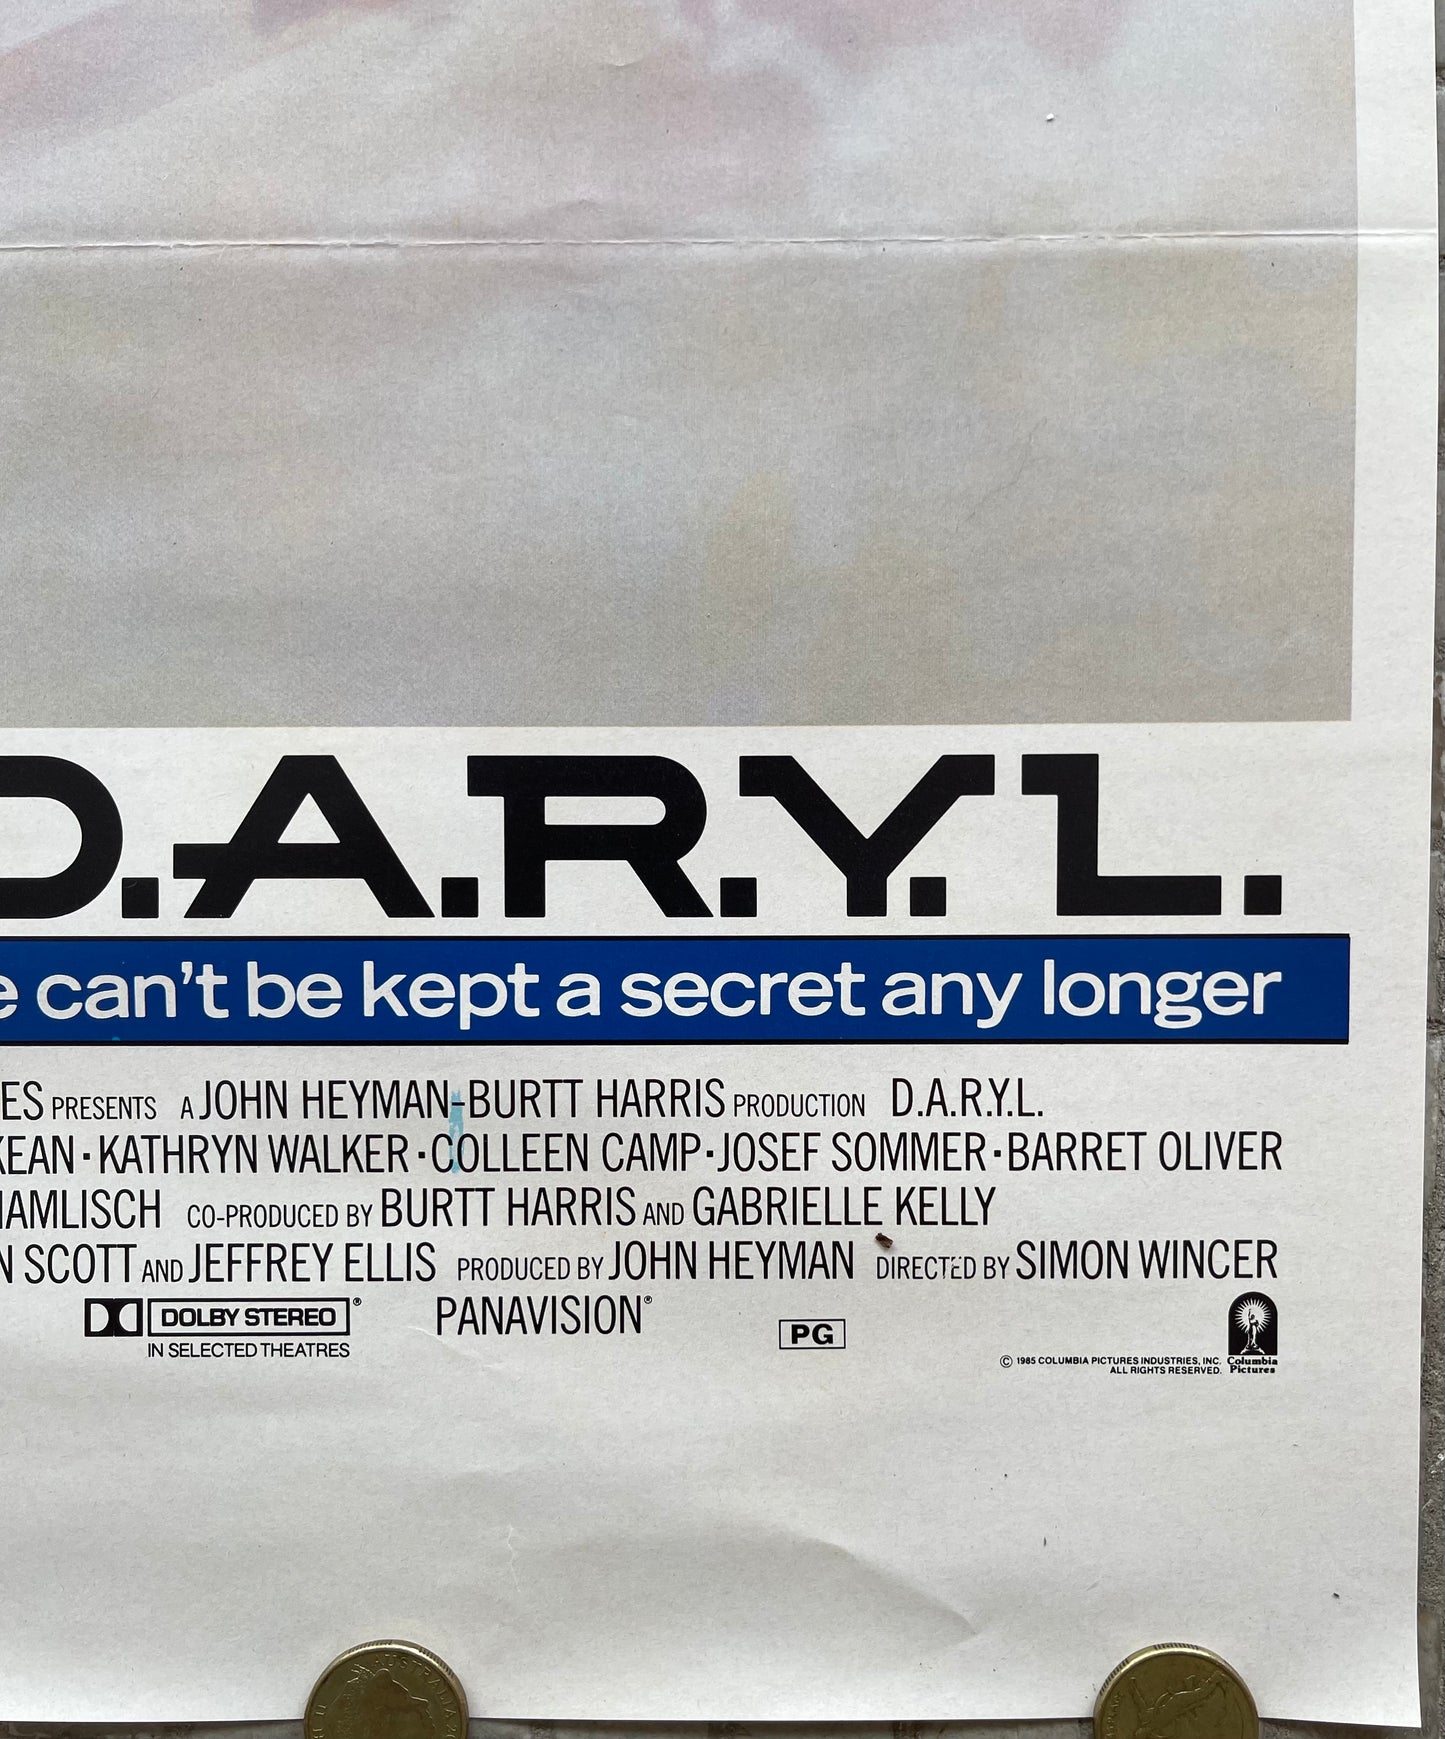 D.A.R.Y.L.
can't be kept a secret any longer
PRESENTS A JOHN HEYMAN-BURTT HARRIS PRODUCTION D.A.R.Y.L.
KEAN · KATHRYN WALKER · COLLEEN CAMP · JOSEF SOMMER · BARRET OLIVER
HAMLISCH CO-PRODUCED BY BURTT HARRIS AND GABRIELLE KELLY
SCOTT AND JEFFREY ELLIS PRODUCED BY JOHN HEYMAN DIRECTED BY SIMON WINCER
DOLBY STEREO ® PANAVISION®
IN SELECTED THEATRES
PG
© 1985 COLUMBIA PICTURES INDUSTRIES, INC.
ALL RIGHTS RESERVED.
Columbia
Pictures
AUSTRALIA